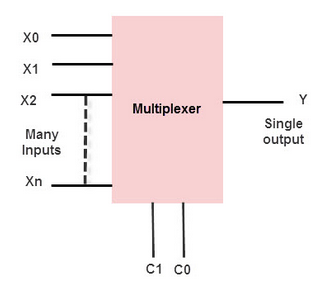 X0
X1
X2
Many
Inputs
Xn
Multiplexer
Y
Single
output
C1 C0